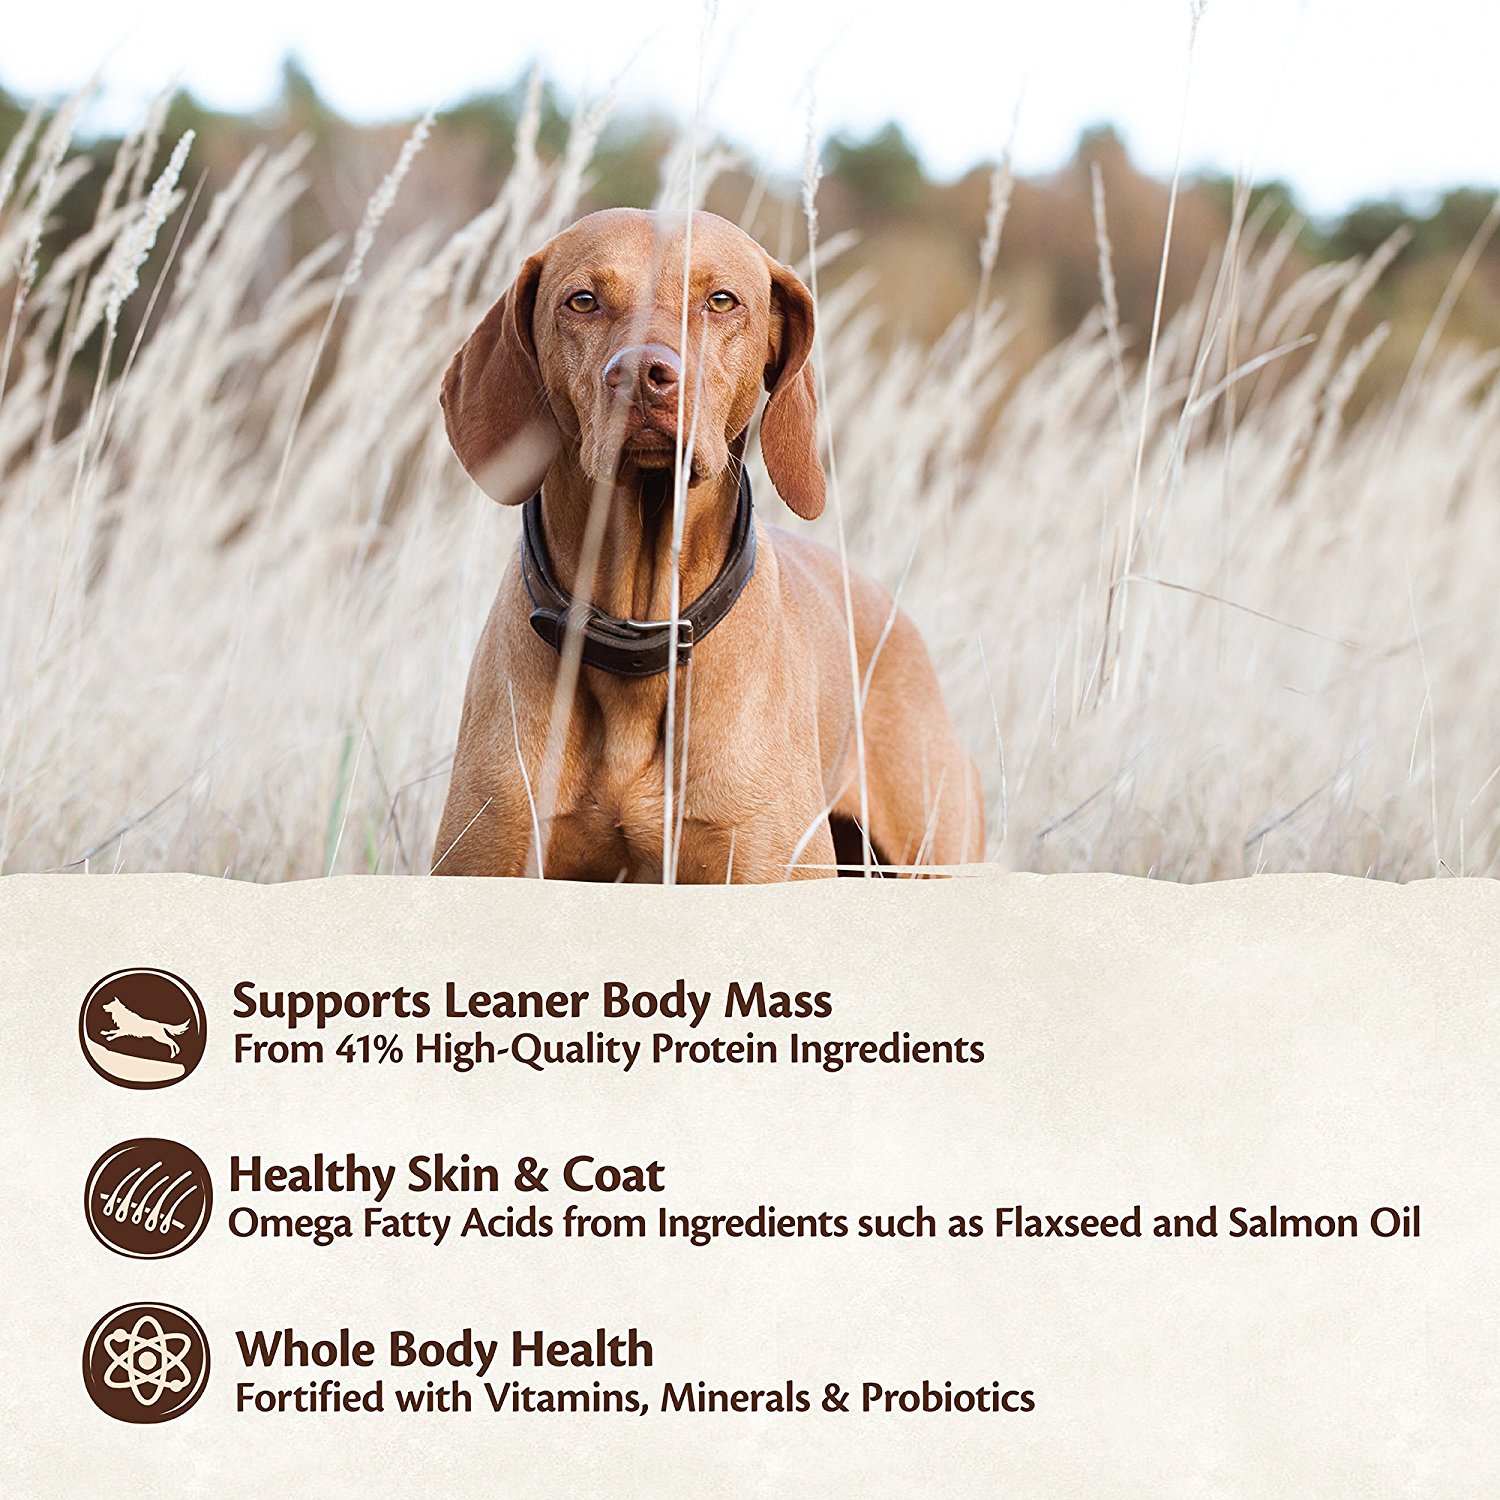 Supports Leaner Body Mass
From 41% High-Quality Protein Ingredients
Healthy Skin & Coat
Omega Fatty Acids from Ingredients such as Flaxseed and Salmon Oil
Whole Body Health
Fortified with Vitamins, Minerals & Probiotics